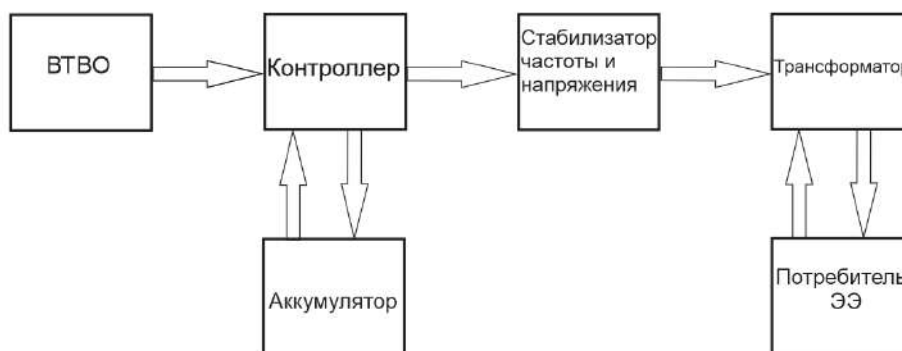 ВТВО
Контроллер
Стабилизатор
частоты и
напряжения
Трансформатор
Аккумулятор
Потребитель
ЭЭ